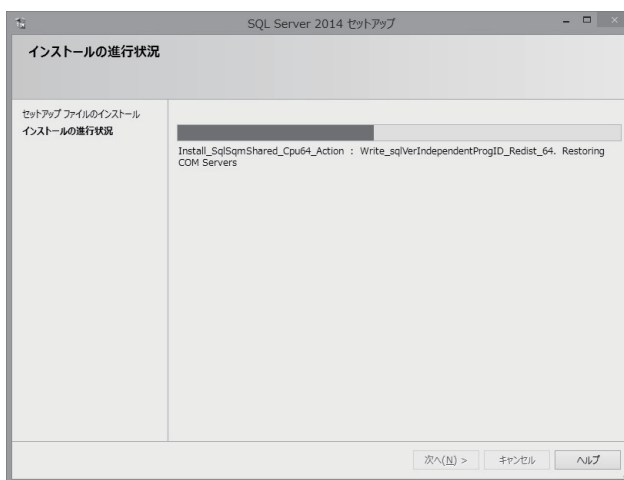 SQL Server 2014 セットアップ
インストールの進行状況
セットアップ ファイルのインストール
インストールの進行状況
Install_SqlSqmShared_Cpu64_Action : Write_sqlVerIndependentProgID_Redist_64. Restoring
COM Servers
次へ(N) >
キャンセル
ヘルプ